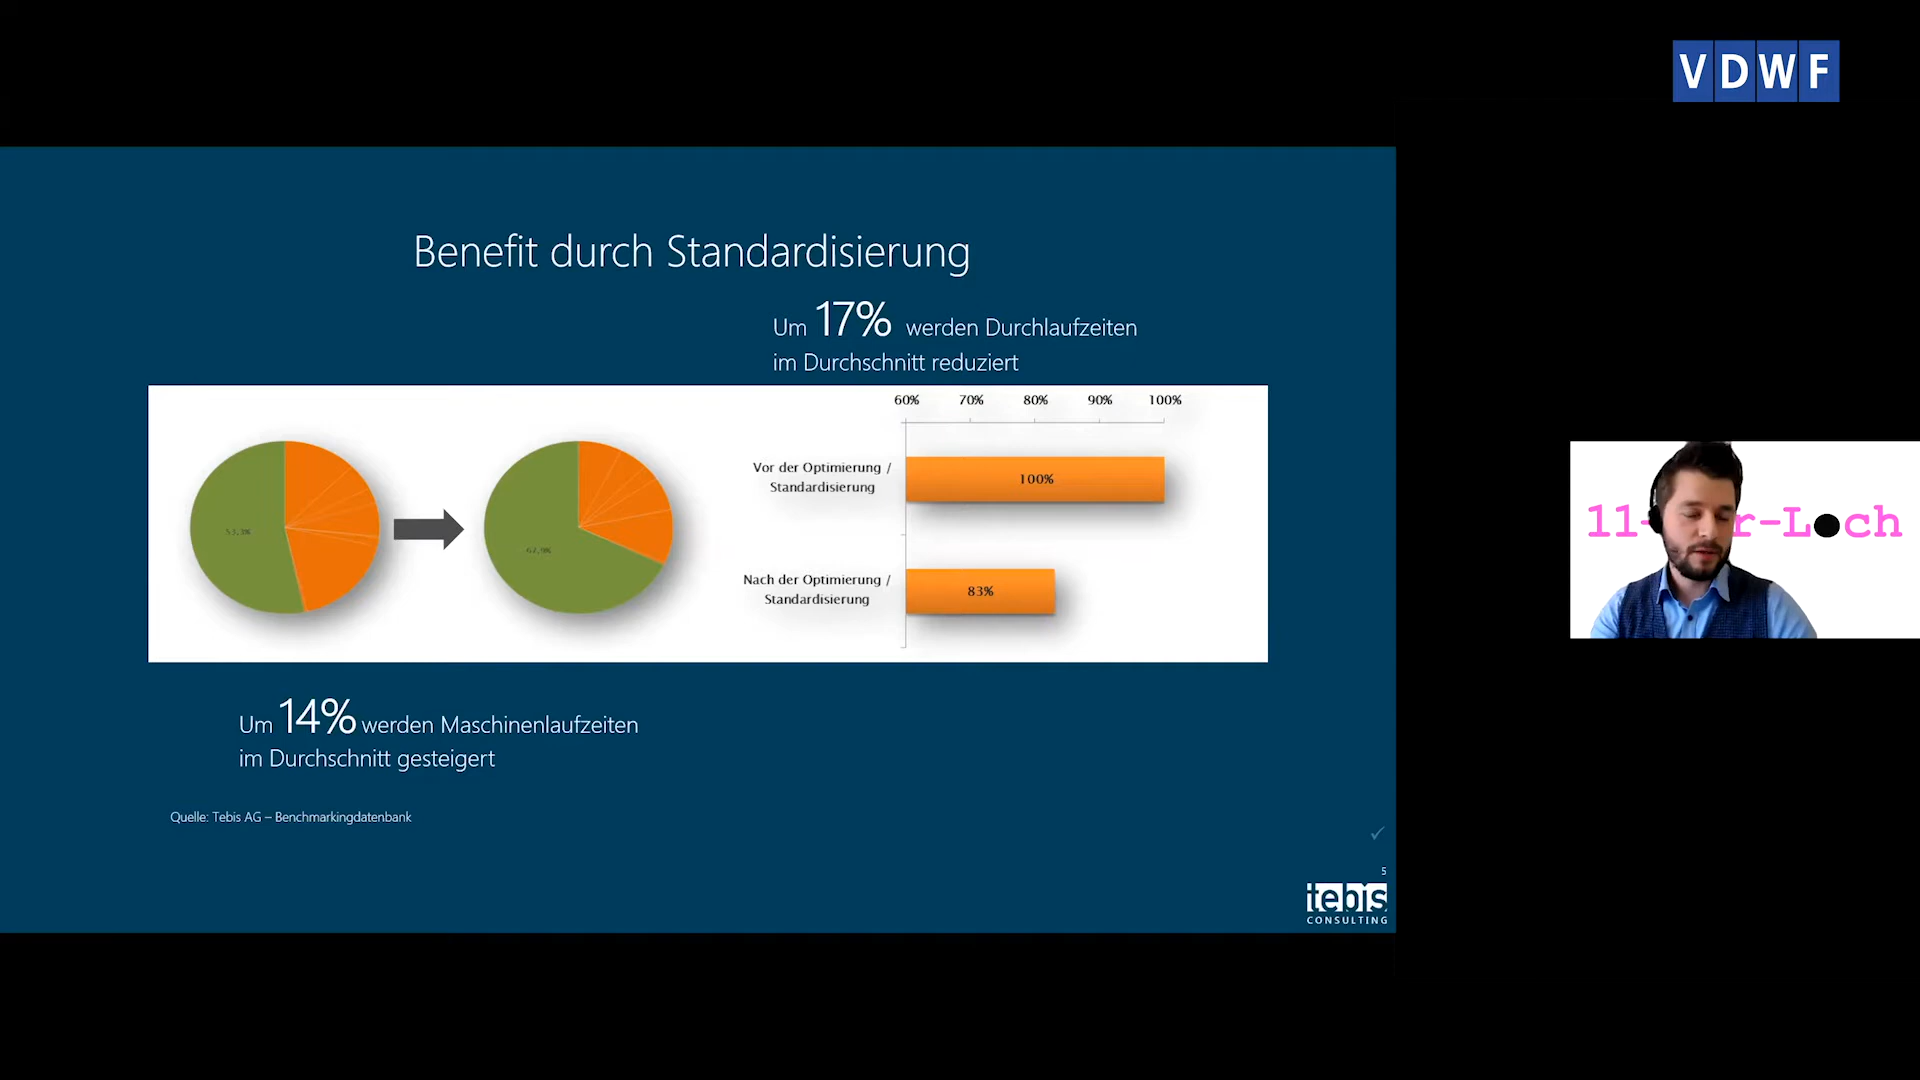 VDWF
Benefit durch Standardisierung
Um 17% werden Durchlaufzeiten
im Durchschnitt reduziert
60% 70% 80% 90% 100%
Vor der Optimierung /
Standardisierung
100%
Nach der Optimierung /
Standardisierung
83%
Um 14% werden Maschinenlaufzeiten
im Durchschnitt gesteigert
Quelle: Tebis AG – Benchmarkingdatenbank
5
tebis
CONSULTING